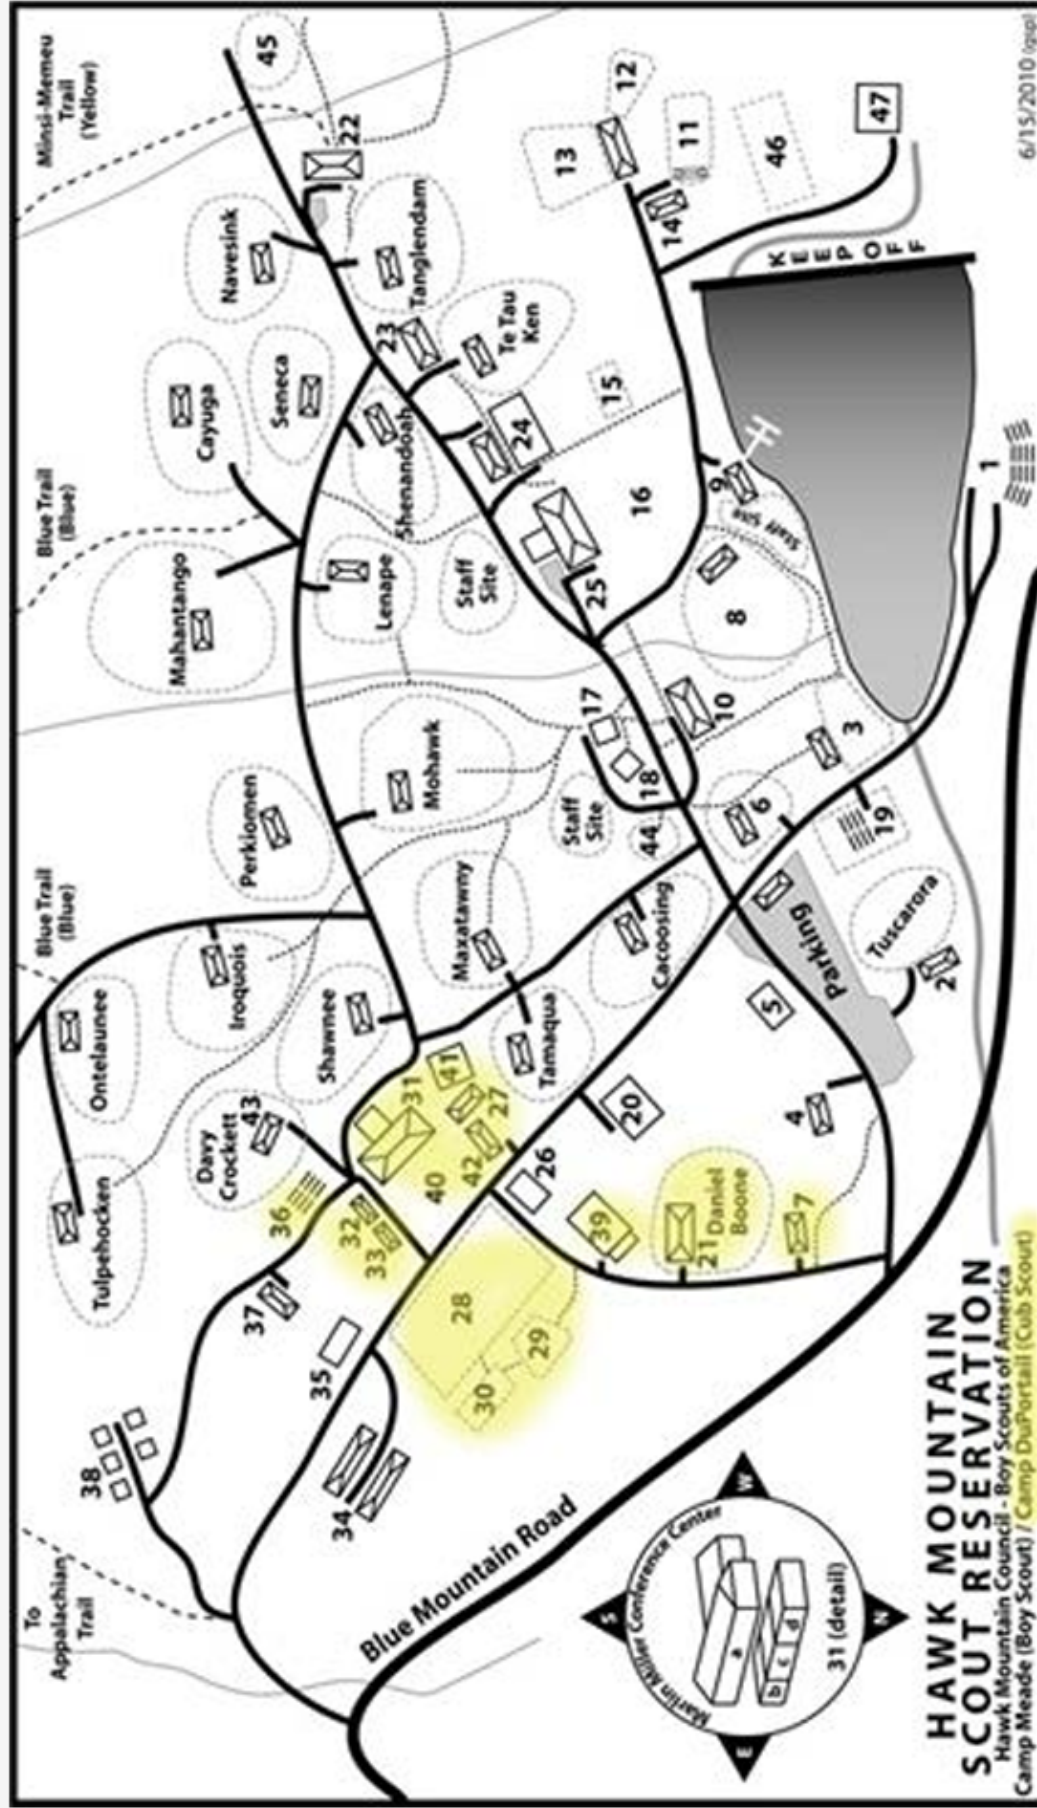 Minsi-Memeu
Trail
(Yellow)
45
22
Navesink
Tanglendam
23
Te Tau
Ken
Cayuga
Seneca
Shenandoah
24
12
13
11
46
47
14
KEEP OFF
15
16
9
Staff Site
1
Blue Trail
(Blue)
Mahantango
Lenape
Staff
Site
25
8
17
10
18
3
Mohawk
Perkiomen
Staff
Site
44
6
19
Blue Trail
(Blue)
Maxatawny
Cacoosing
Parking
Tuscarora
2
Iroquois
Ontelaunee
Shawnee
Tamaqua
5
41
31
27
42
40
20
4
Davy
Crockett
43
Tulpehocken
36
32
33
26
39
21
Daniel
Boone
7
37
28
29
30
35
38
34
To
Appalachian
Trail
Blue Mountain Road
S
W
E
N
Marlin Miller Conference Center
a
b
c
d
31 (detail)
HAWK MOUNTAIN
SCOUT RESERVATION
Hawk Mountain Council - Boy Scouts of America
Camp Meade (Boy Scout) / Camp DuPortail (Cub Scout)
6/15/2010 (gsp)